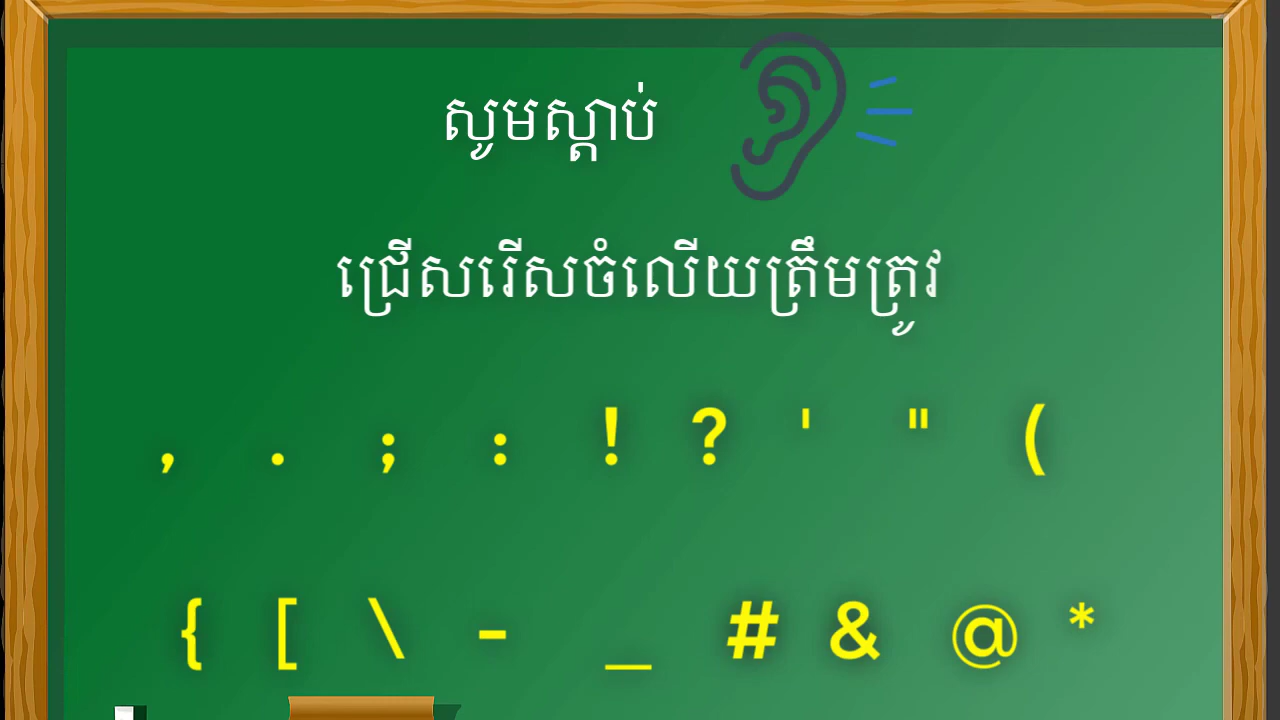 សូមស្តាប់
ជ្រើសរើសចំលើយត្រឹមត្រូវ
, . ; : ! ? ' " (
{ [ \ - _ # & @ *